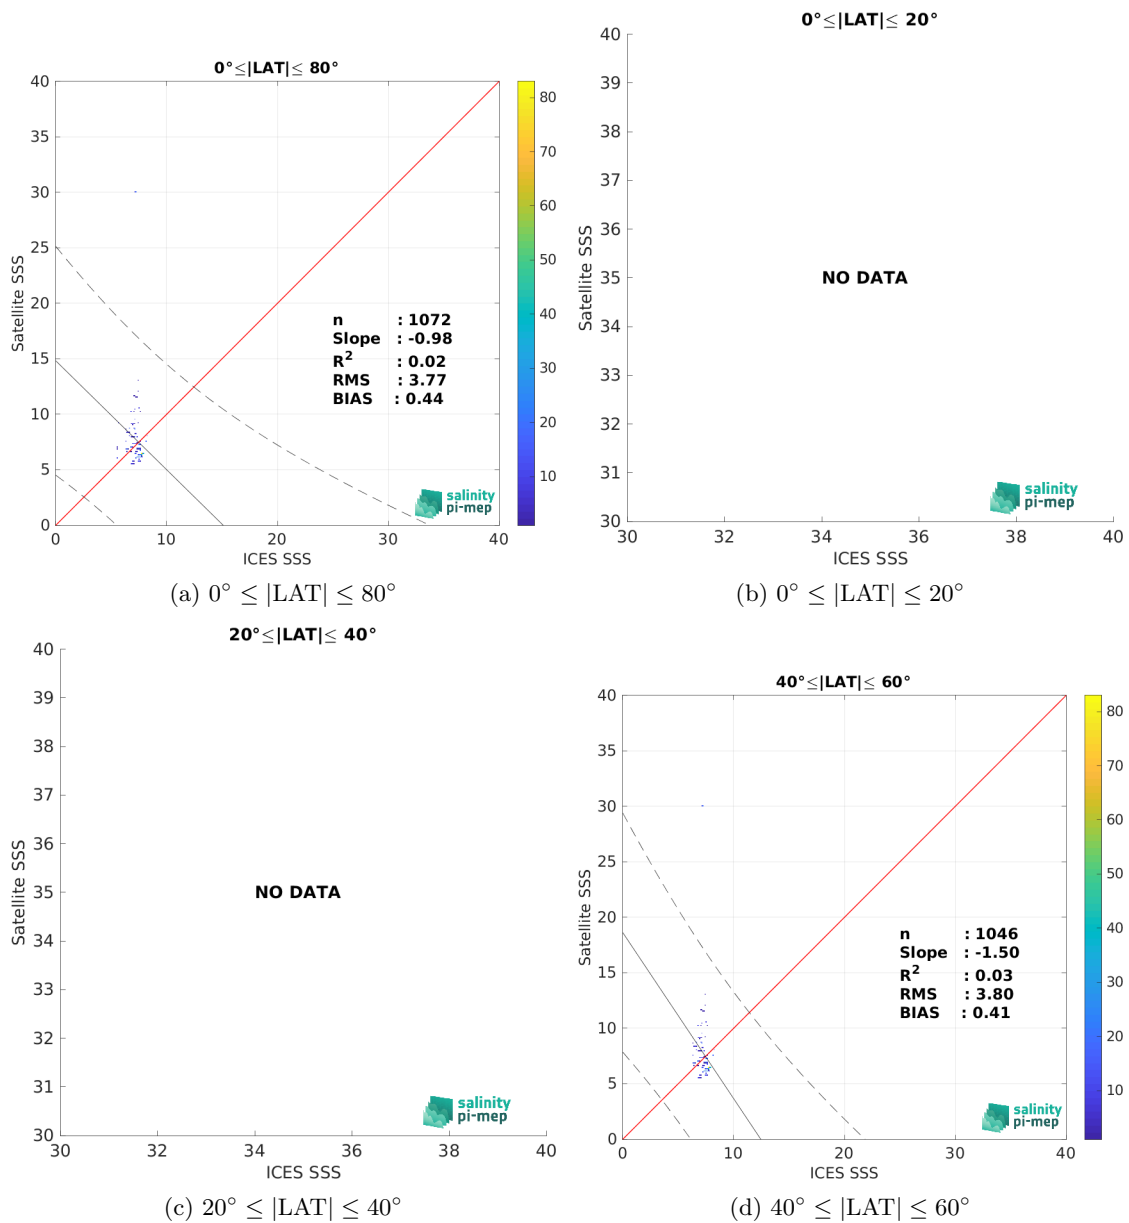 0°≤|LAT|≤ 80°
Satellite SSS
40
35
30
25
20
15
10
5
0
0
10
20
30
40
ICES SSS
80
70
60
50
40
30
20
10
n : 1072
Slope : -0.98
R² : 0.02
RMS : 3.77
BIAS : 0.44
salinity
pi-mep
(a) 0° ≤ |LAT| ≤ 80°
0°≤|LAT|≤ 20°
Satellite SSS
40
39
38
37
36
35
34
33
32
31
30
30
32
34
36
38
40
ICES SSS
NO DATA
salinity
pi-mep
(b) 0° ≤ |LAT| ≤ 20°
20°≤|LAT|≤ 40°
Satellite SSS
40
39
38
37
36
35
34
33
32
31
30
30
32
34
36
38
40
ICES SSS
NO DATA
salinity
pi-mep
(c) 20° ≤ |LAT| ≤ 40°
40°≤|LAT|≤ 60°
Satellite SSS
40
35
30
25
20
15
10
5
0
0
10
20
30
40
ICES SSS
80
70
60
50
40
30
20
10
n : 1046
Slope : -1.50
R² : 0.03
RMS : 3.80
BIAS : 0.41
salinity
pi-mep
(d) 40° ≤ |LAT| ≤ 60°